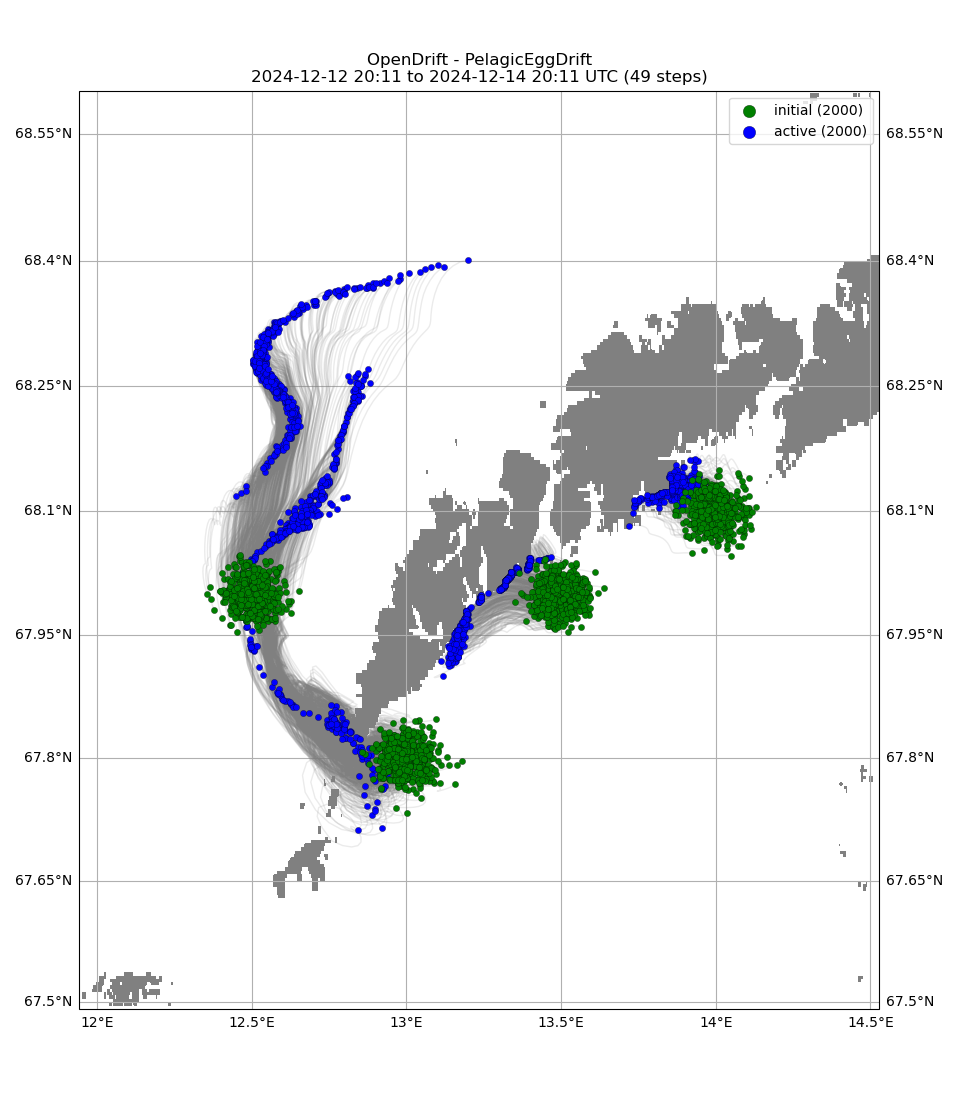 OpenDrift - PelagicEggDrift
2024-12-12 20:11 to 2024-12-14 20:11 UTC (49 steps)
initial (2000)
active (2000)
68.55°N 68.55°N
68.4°N 68.4°N
68.25°N 68.25°N
68.1°N 68.1°N
67.95°N 67.95°N
67.8°N 67.8°N
67.65°N 67.65°N
67.5°N 67.5°N
12°E 12.5°E 13°E 13.5°E 14°E 14.5°E